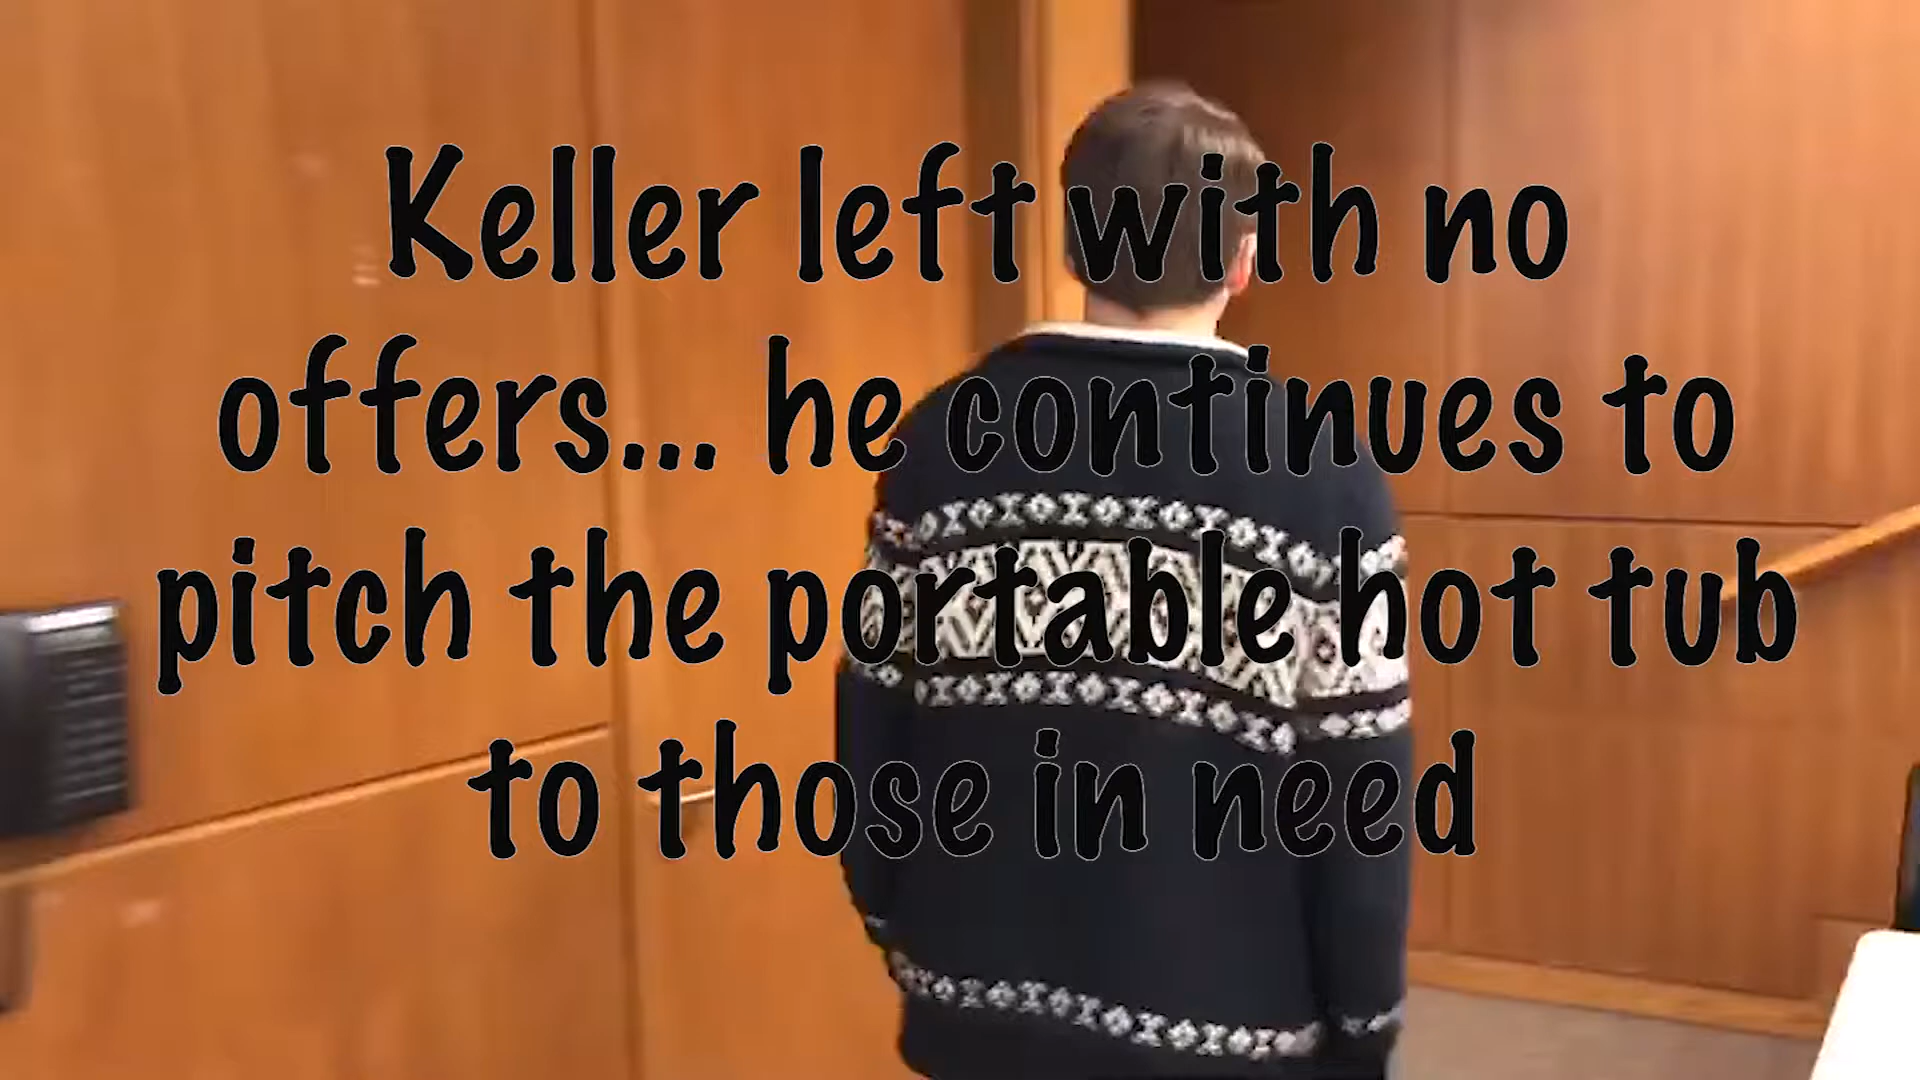 Keller left with no
offers... he continues to
pitch the portable hot tub
to those in need